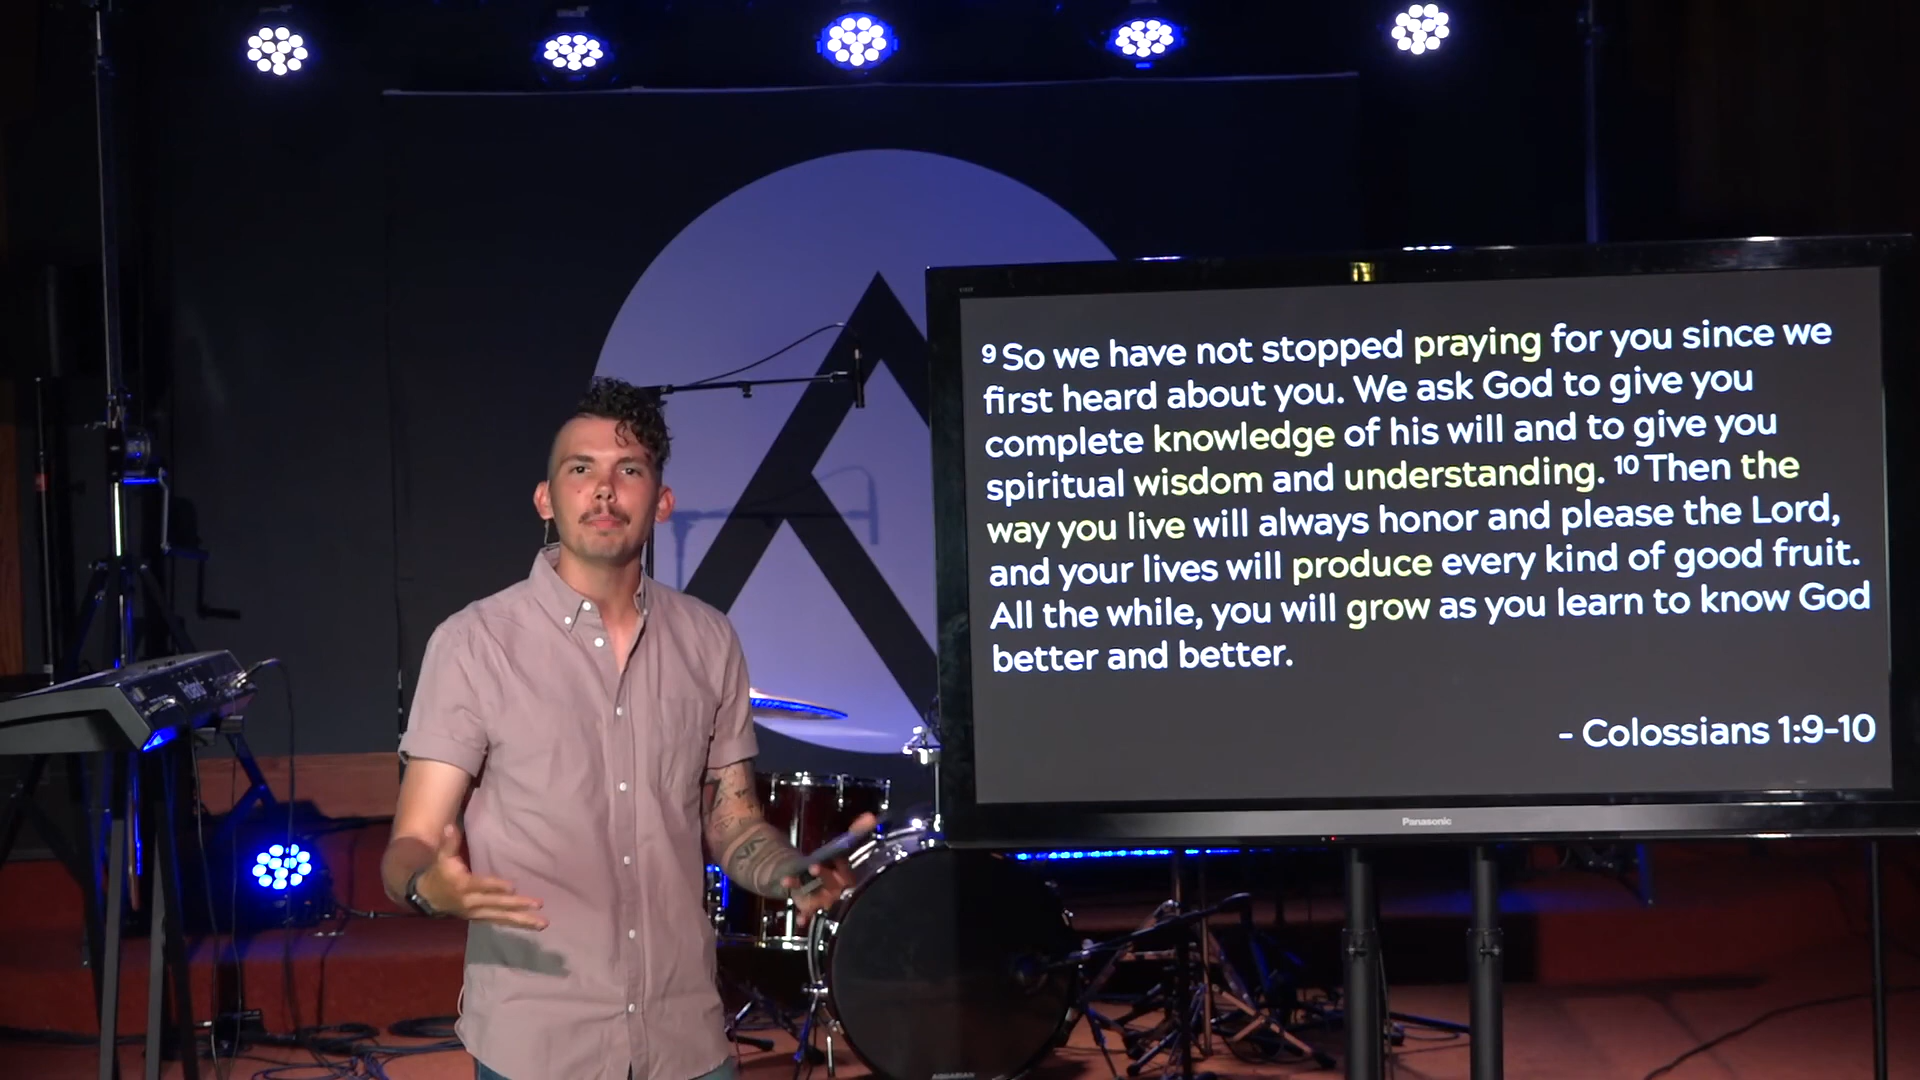 ⁹ So we have not stopped praying for you since we
first heard about you. We ask God to give you
complete knowledge of his will and to give you
spiritual wisdom and understanding. ¹⁰ Then the
way you live will always honor and please the Lord,
and your lives will produce every kind of good fruit.
All the while, you will grow as you learn to know God
better and better.
- Colossians 1:9-10
Panasonic
AQUARIAN